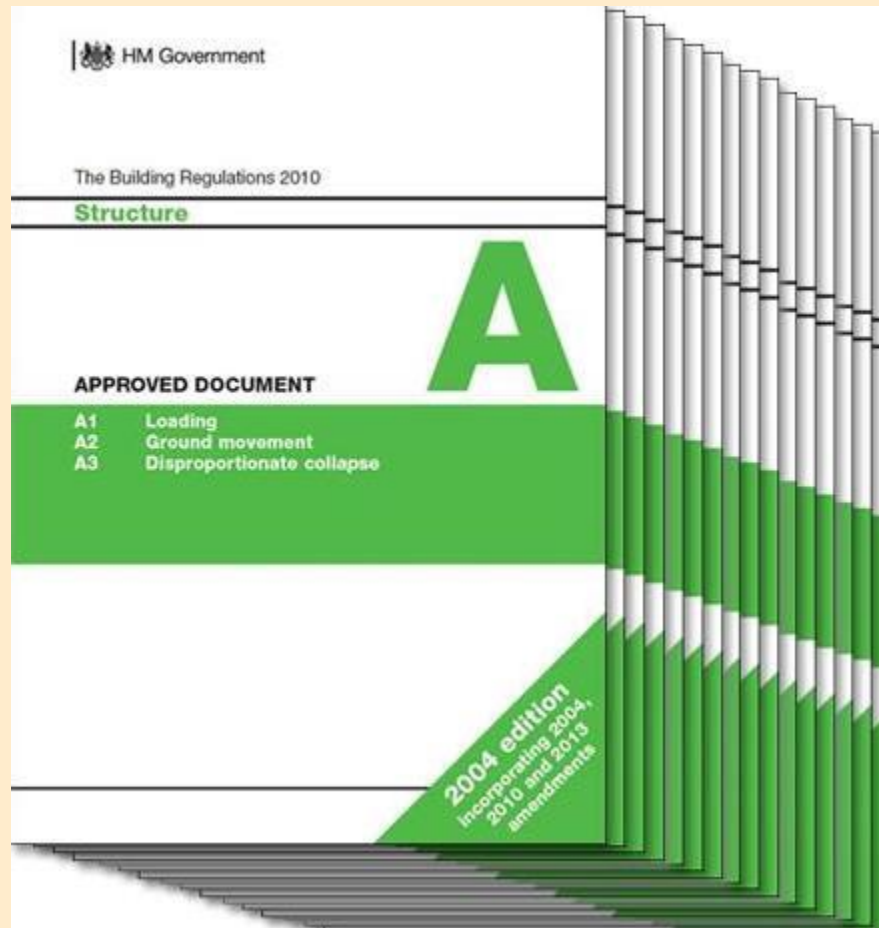 HM Government
The Building Regulations 2010
Structure
A
APPROVED DOCUMENT
A1 Loading
A2 Ground movement
A3 Disproportionate collapse
2004 edition
incorporating 2004,
2010 and 2013
amendments